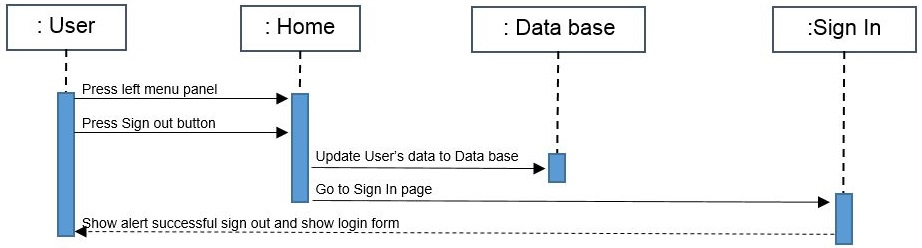 : User
: Home
: Data base
:Sign In
Press left menu panel
Press Sign out button
Update User's data to Data base
Go to Sign In page
Show alert successful sign out and show login form